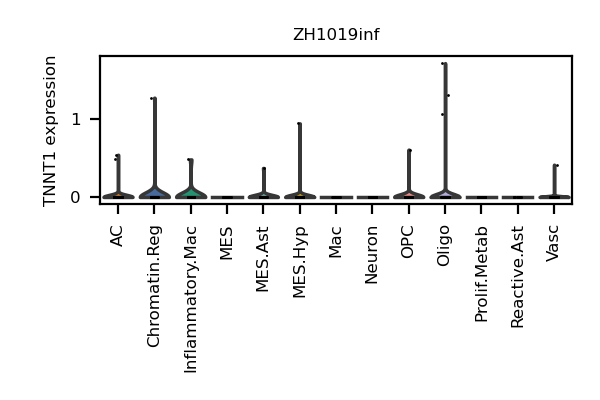 ZH1019inf
TNNT1 expression
1
0
AC
Chromatin.Reg
Inflammatory.Mac
MES
MES.Ast
MES.Hyp
Mac
Neuron
OPC
Oligo
Prolif.Metab
Reactive.Ast
Vasc